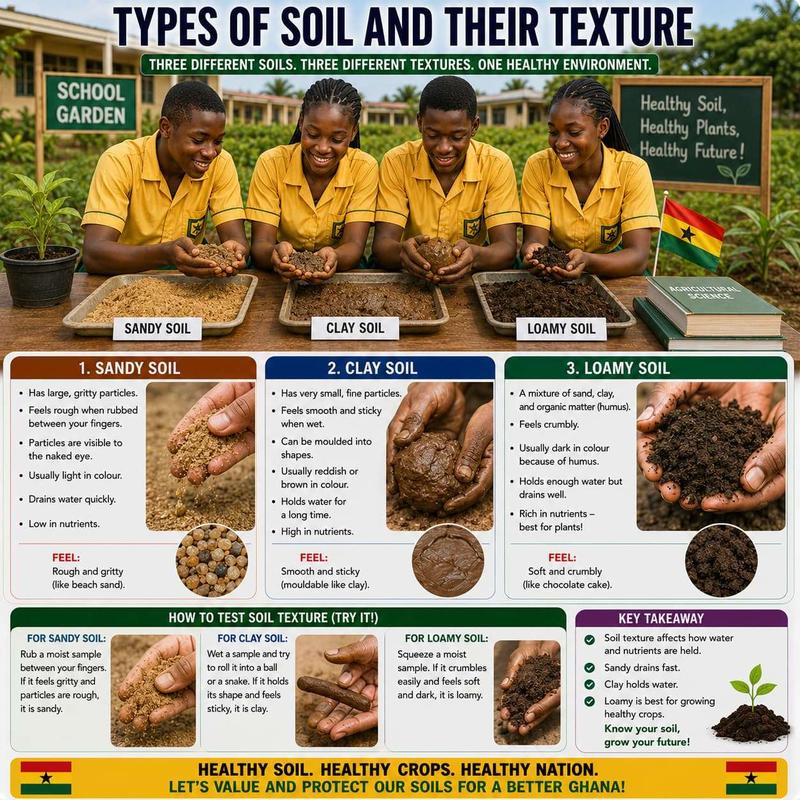 TYPES OF SOIL AND THEIR TEXTURE
THREE DIFFERENT SOILS. THREE DIFFERENT TEXTURES. ONE HEALTHY ENVIRONMENT.
SCHOOL
GARDEN
Healthy Soil,
Healthy Plants,
Healthy Future!
AGRICULTURAL
SCIENCE
SANDY SOIL
CLAY SOIL
LOAMY SOIL
1. SANDY SOIL
• Has large, gritty particles.
• Feels rough when rubbed
between your fingers.
• Particles are visible to
the naked eye.
• Usually light in colour.
• Drains water quickly.
• Low in nutrients.
FEEL:
Rough and gritty
(like beach sand).
2. CLAY SOIL
• Has very small, fine particles.
• Feels smooth and sticky
when wet.
• Can be moulded into
shapes.
• Usually reddish or
brown in colour.
• Holds water for
a long time.
• High in nutrients.
FEEL:
Smooth and sticky
(mouldable like clay).
3. LOAMY SOIL
• A mixture of sand, clay,
and organic matter (humus).
• Feels crumbly.
• Usually dark in colour
because of humus.
• Holds enough water but
drains well.
• Rich in nutrients –
best for plants!
FEEL:
Soft and crumbly
(like chocolate cake).
HOW TO TEST SOIL TEXTURE (TRY IT!)
FOR SANDY SOIL:
Rub a moist sample
between your fingers.
If it feels gritty and
particles are rough,
it is sandy.
FOR CLAY SOIL:
Wet a sample and try
to roll it into a ball
or a snake. If it holds
its shape and feels
sticky, it is clay.
FOR LOAMY SOIL:
Squeeze a moist
sample. If it crumbles
easily and feels soft
and dark, it is loamy.
KEY TAKEAWAY
Soil texture affects how water
and nutrients are held.
Sandy drains fast.
Clay holds water.
Loamy is best for growing
healthy crops.
Know your soil,
grow your future!
HEALTHY SOIL. HEALTHY CROPS. HEALTHY NATION.
LET'S VALUE AND PROTECT OUR SOILS FOR A BETTER GHANA!